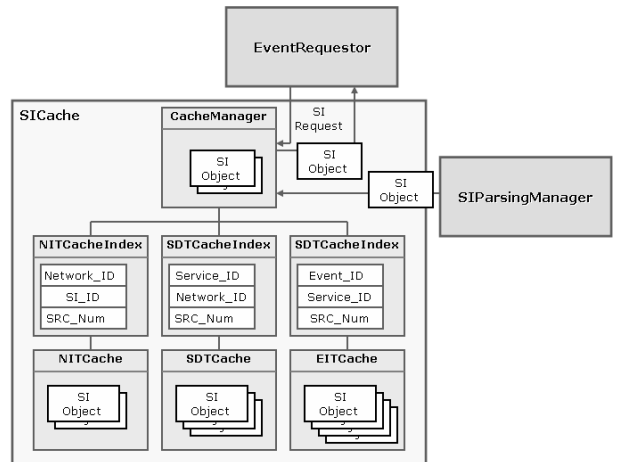 EventRequestor
SICache
CacheManager
SI
Request
SI
Object
SI
Object
SI
Object
SIParsingManager
NITCacheIndex
SDTCacheIndex
SDTCacheIndex
Network_ID
SI_ID
SRC_Num
Service_ID
Network_ID
SRC_Num
Event_ID
Service_ID
SRC_Num
NITCache
SDTCache
EITCache
SI
Object
SI
Object
SI
Object